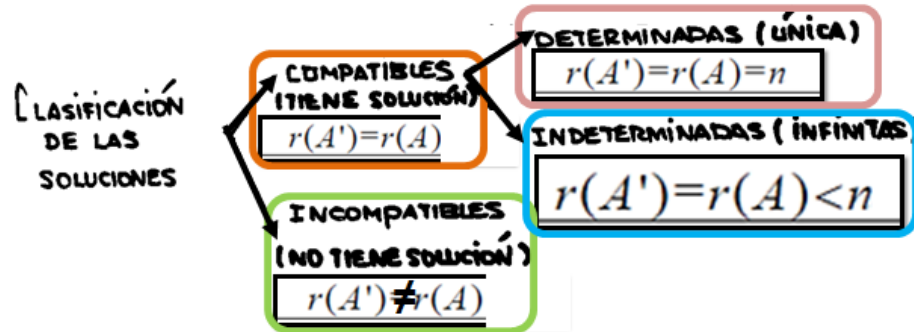 CLASIFICACIÓN
DE LAS
SOLUCIONES
COMPATIBLES
(TIENE SOLUCIÓN)
r(A')=r(A)
DETERMINADAS (ÚNICA)
r(A')=r(A)=n
INDETERMINADAS (INFINITAS)
r(A')=r(A)<n
INCOMPATIBLES
(NO TIENE SOLUCIÓN)
r(A')≠r(A)